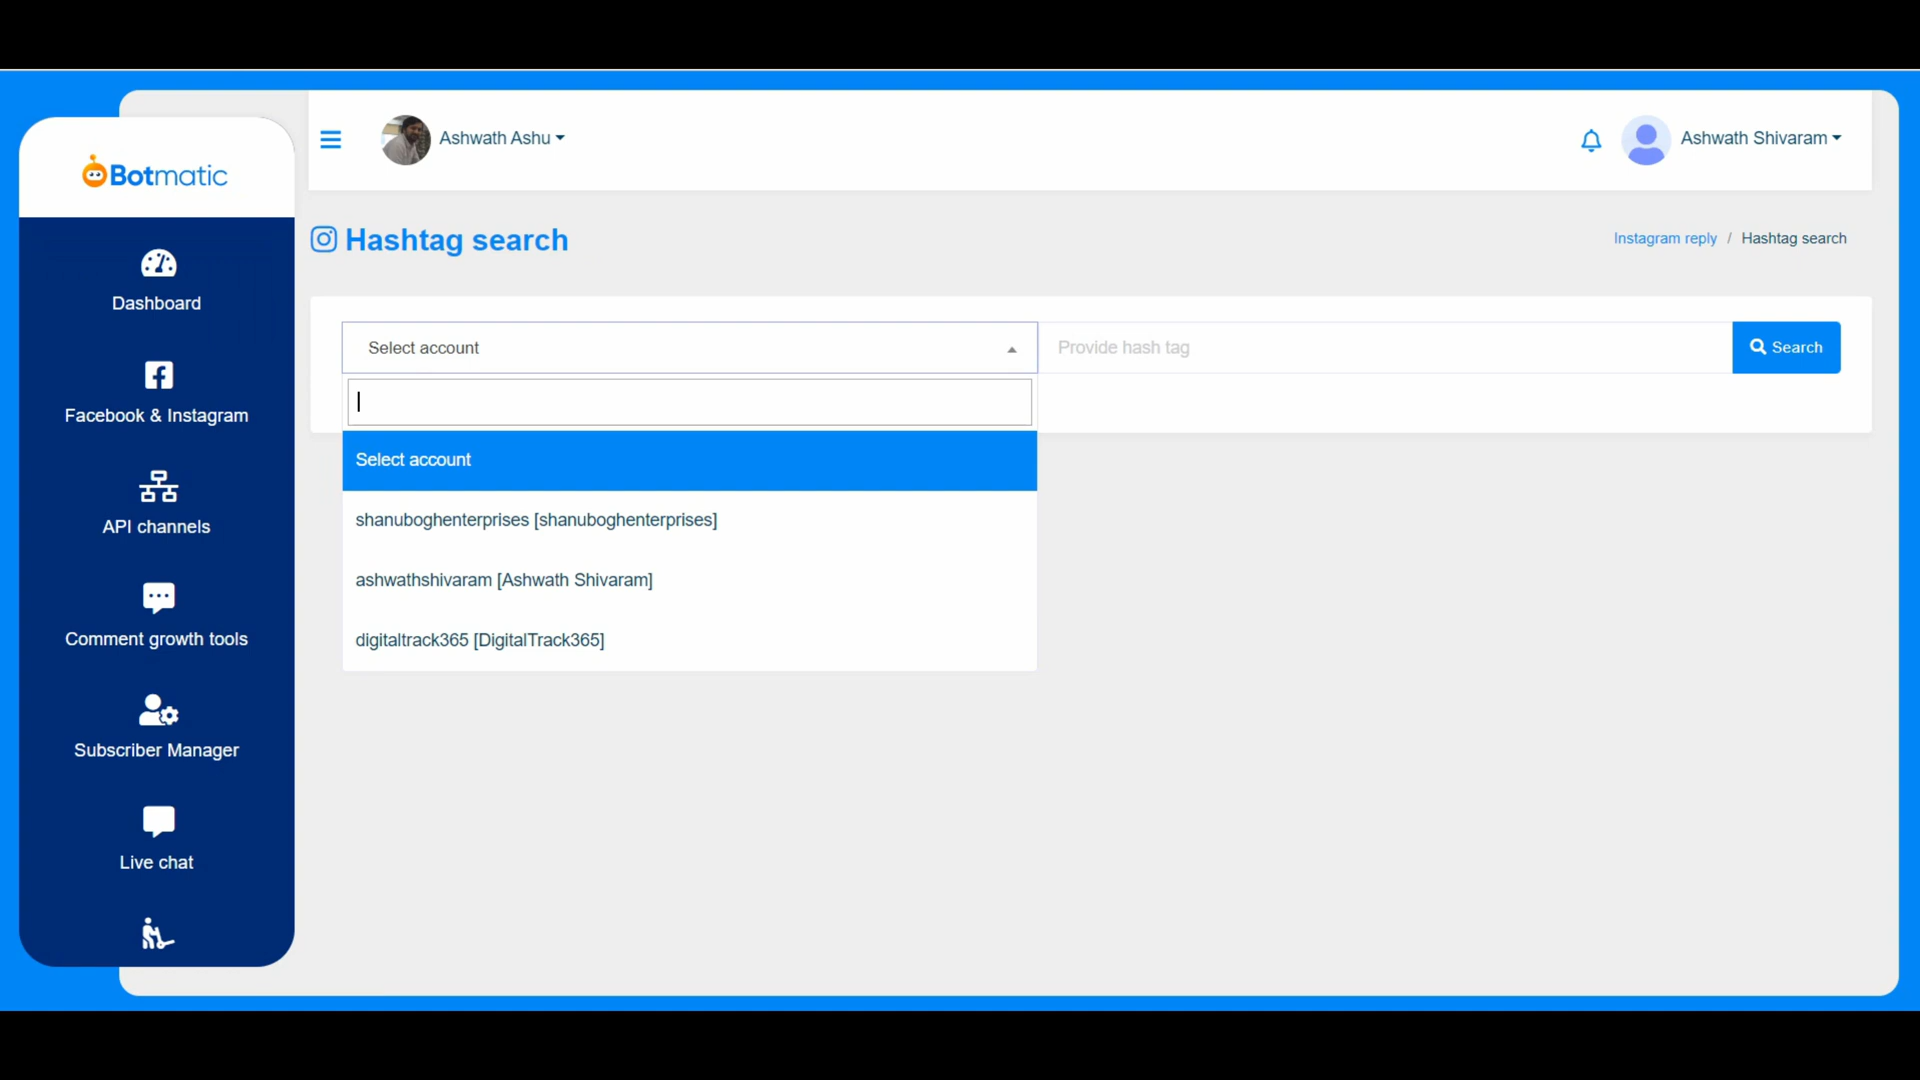 Botmatic
Ashwath Ashu
Ashwath Shivaram
Hashtag search
Instagram reply / Hashtag search
Dashboard
Facebook & Instagram
API channels
Comment growth tools
Subscriber Manager
Live chat
Select account
Provide hash tag
Search
Select account
shanuboghenterprises [shanuboghenterprises]
ashwathshivaram [Ashwath Shivaram]
digitaltrack365 [DigitalTrack365]